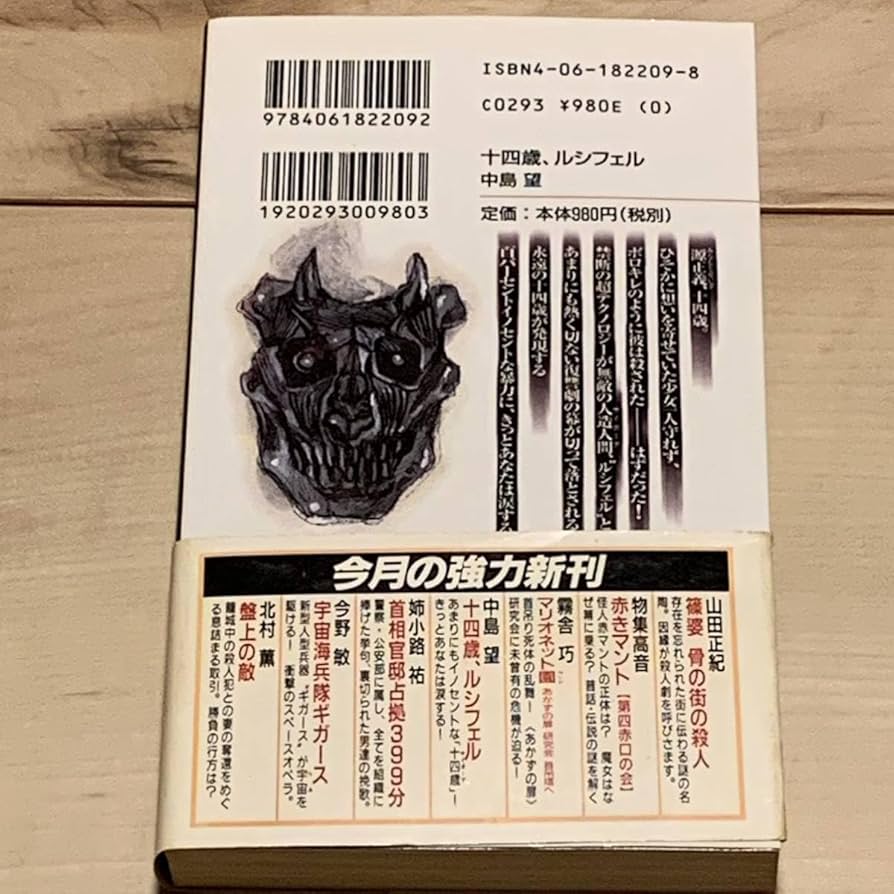 9784061822092
1920293009803
ISBN4-06-182209-8
C0293 ¥980E (0)
十四歳、ルシフェル
中島 望
定価:本体980円(税別)
源正義、十四歳。
ひそかに想いを寄せていた少女一人守れず、
ボロキレのように彼は殺された――はずだった!
禁断の超テクノロジーが無敵の人造人間、“ルシフェル”と
あまりにも熱く切ない復讐劇の幕が切って落とされる
永遠の十四歳が発現する
百パーセントイノセントな暴力に、きっとあなたは涙する
今月の強力新刊
山田正紀
篠婆 骨の街の殺人
存在を忘れられた街に伝わる謎の名
陶。因縁が殺人劇を呼びさます。
物集高音
赤きマント【第四赤口の会】
怪人赤マントの正体は? 魔女はな
ぜ箒に乗る? 昔話・伝説の謎を解く
霧舎 巧
マリオネット園 《あかずの扉》研究会 首吊塔へ
首吊り死体の乱舞!《あかずの扉》
研究会に未曾有の危機が迫る!
中島 望
十四歳、ルシフェル
あまりにもイノセントな“十四歳”!
きっとあなたは涙する!
姉小路 祐
首相官邸占拠399分
警察・公安部に属し、全てを組織に
捧げた挙句、裏切られた男達の挽歌。
今野 敏
宇宙海兵隊ギガース
新型人型兵器“ギガース”が宇宙を
駆ける! 衝撃のスペースオペラ。
北村 薫
盤上の敵
籠城中の殺人犯との妻の奪還をめぐ
る息詰まる取引。勝負の行方は?